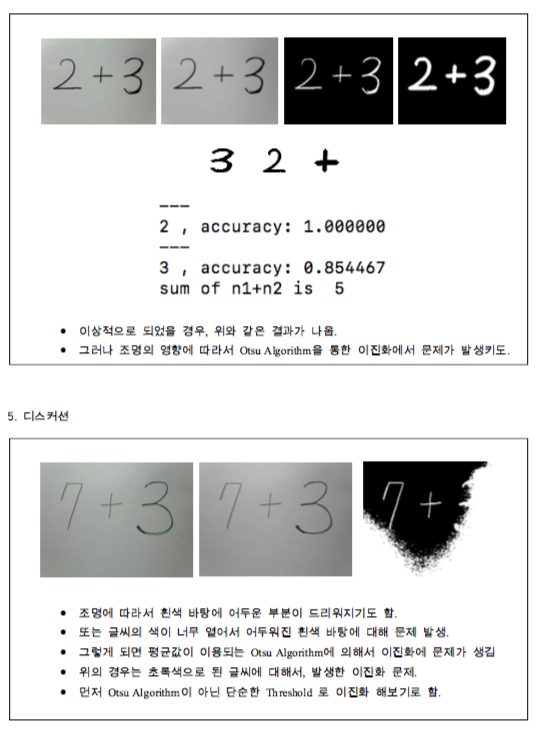 2+3 2+3 2+3 2+3
3 2 +
---
2 , accuracy: 1.000000
---
3 , accuracy: 0.854467
sum of n1+n2 is 5
• 이상적으로 되었을 경우, 위와 같은 결과가 나옴.
• 그러나 조명의 영향에 따라서 Otsu Algorithm을 통한 이진화에서 문제가 발생키도.
5. 디스커션
7+3 7+3 7+
• 조명에 따라서 흰색 바탕에 어두운 부분이 드리워지기도 함.
• 또는 글씨의 색이 너무 옅어서 어두워진 흰색 바탕에 대해 문제 발생.
• 그렇게 되면 평균값이 이용되는 Otsu Algorithm에 의해서 이진화에 문제가 생김
• 위의 경우는 초록색으로 된 글씨에 대해서, 발생한 이진화 문제.
• 먼저 Otsu Algorithm이 아닌 단순한 Threshold 로 이진화 해보기로 함.